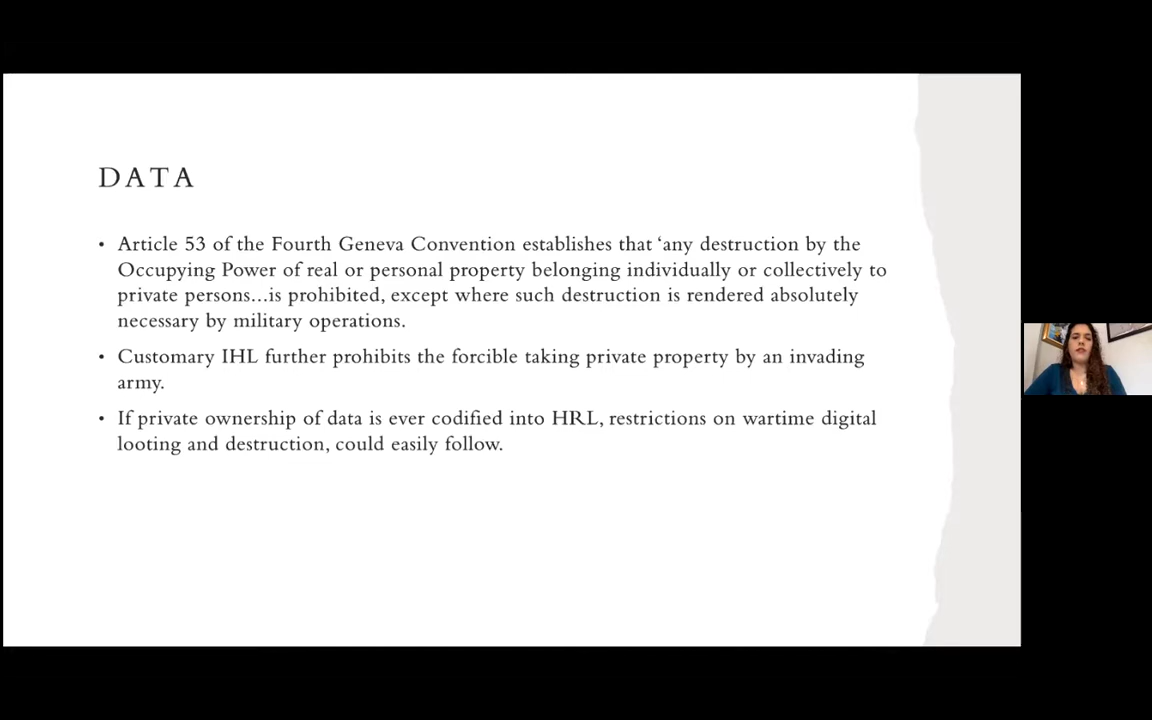 DATA
• Article 53 of the Fourth Geneva Convention establishes that ‘any destruction by the
Occupying Power of real or personal property belonging individually or collectively to
private persons…is prohibited, except where such destruction is rendered absolutely
necessary by military operations.
• Customary IHL further prohibits the forcible taking private property by an invading
army.
• If private ownership of data is ever codified into HRL, restrictions on wartime digital
looting and destruction, could easily follow.